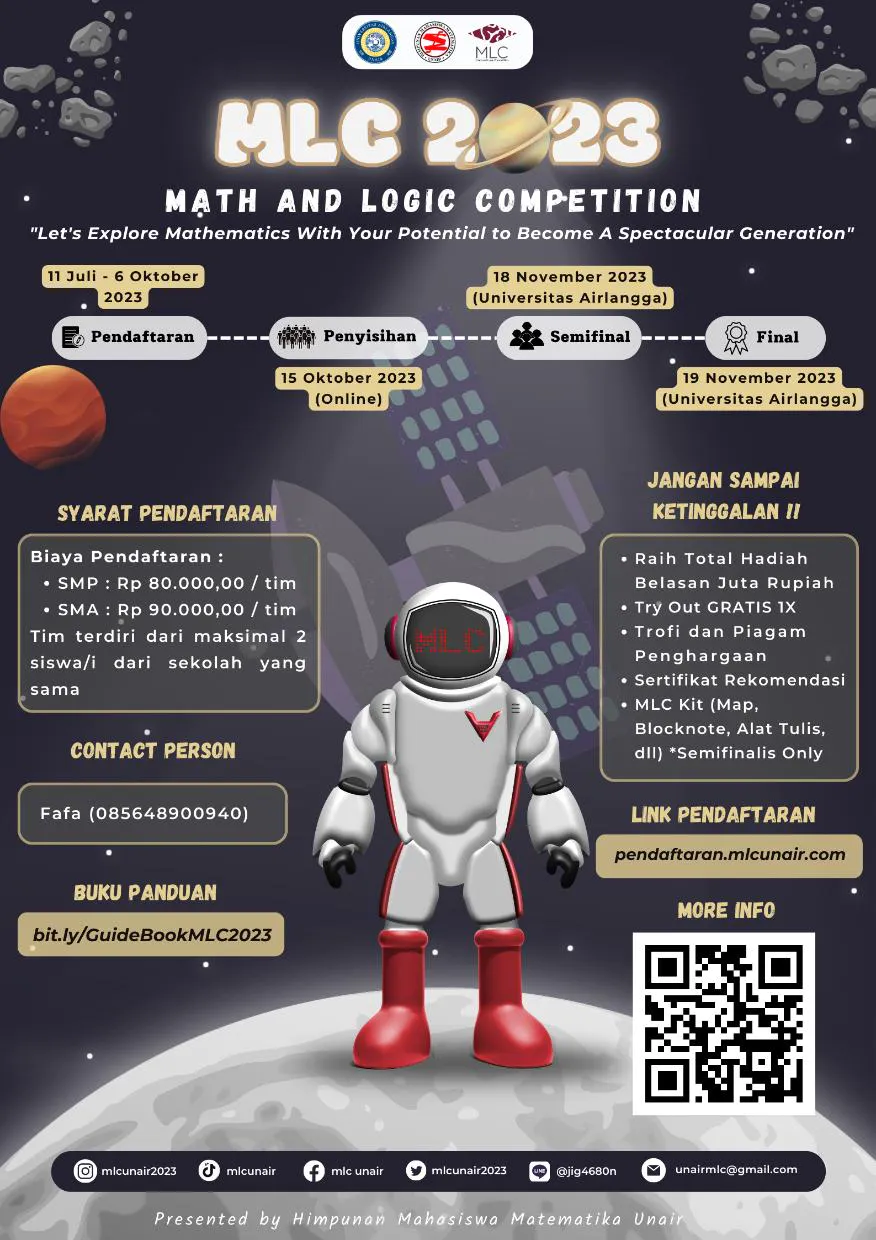 MLC
MLC 2023
MATH AND LOGIC COMPETITION
"Let's Explore Mathematics With Your Potential to Become A Spectacular Generation"
11 Juli - 6 Oktober
2023
18 November 2023
(Universitas Airlangga)
Pendaftaran
Penyisihan
Semifinal
Final
15 Oktober 2023
(Online)
19 November 2023
(Universitas Airlangga)
SYARAT PENDAFTARAN
Biaya Pendaftaran :
• SMP : Rp 80.000,00 / tim
• SMA : Rp 90.000,00 / tim
Tim terdiri dari maksimal 2
siswa/i dari sekolah yang
sama
CONTACT PERSON
Fafa (085648900940)
BUKU PANDUAN
bit.ly/GuideBookMLC2023
MLC
JANGAN SAMPAI
KETINGGALAN !!
• Raih Total Hadiah
Belasan Juta Rupiah
• Try Out GRATIS 1X
• Trofi dan Piagam
Penghargaan
• Sertifikat Rekomendasi
• MLC Kit (Map,
Blocknote, Alat Tulis,
dll) *Semifinalis Only
LINK PENDAFTARAN
pendaftaran.mlcunair.com
MORE INFO
mlcunair2023 mlcunair mlc unair mlcunair2023 @jig4680n unairmlc@gmail.com
Presented by Himpunan Mahasiswa Matematika Unair